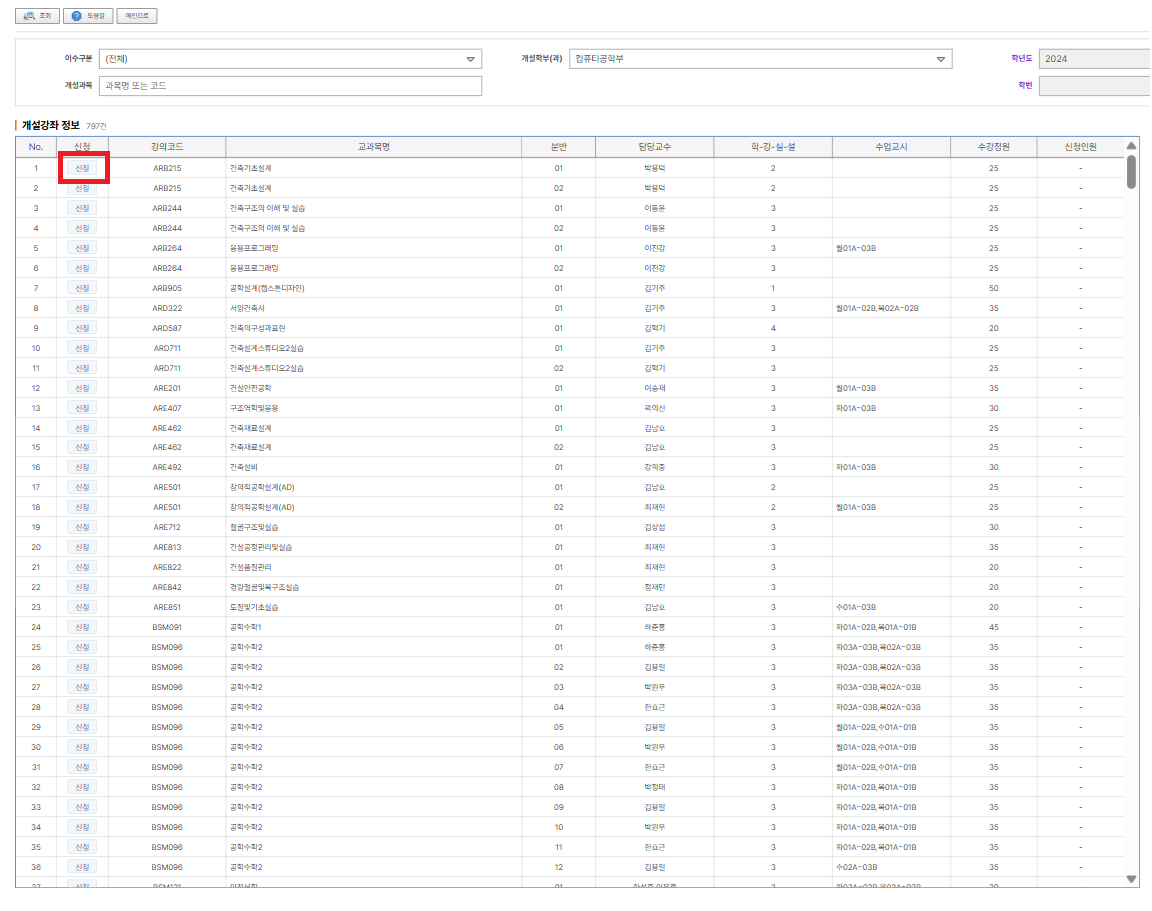 조회 도움말 메인으로
이수구분 (전체) 개설학부(과) 컴퓨터공학부 학년도 2024
개설과목 과목명 또는 코드 학번
개설강좌 정보 797건
No. 신청 강의코드 교과목명 분반 담당교수 학-강-실-설 수업교시 수강정원 신청인원
1 신청 ARB215 건축기초설계 01 박용덕 2 25 -
2 신청 ARB215 건축기초설계 02 박용덕 2 25 -
3 신청 ARB244 건축구조의 이해 및 실습 01 이동운 3 25 -
4 신청 ARB244 건축구조의 이해 및 실습 02 이동운 3 25 -
5 신청 ARB264 응용프로그래밍 01 이진강 3 월01A-03B 25 -
6 신청 ARB264 응용프로그래밍 02 이진강 3 25 -
7 신청 ARB905 공학설계(캡스톤디자인) 01 김기주 1 50 -
8 신청 ARD322 서양건축사 01 김기주 3 월01A-02B,목02A-02B 35 -
9 신청 ARD587 건축의구성과표현 01 김혁기 4 20 -
10 신청 ARD711 건축설계스튜디오2실습 01 김기주 3 25 -
11 신청 ARD711 건축설계스튜디오2실습 02 김혁기 3 25 -
12 신청 ARE201 건설안전공학 01 이승재 3 월01A-03B 35 -
13 신청 ARE407 구조역학및응용 01 곽의신 3 화01A-03B 30 -
14 신청 ARE462 건축재료설계 01 김남호 3 25 -
15 신청 ARE462 건축재료설계 02 김남호 3 25 -
16 신청 ARE492 건축설비 01 강희중 3 화01A-03B 30 -
17 신청 ARE501 창의적공학설계(AD) 01 김남호 2 25 -
18 신청 ARE501 창의적공학설계(AD) 02 최재현 2 월01A-03B 25 -
19 신청 ARE712 철골구조및실습 01 김상섭 3 30 -
20 신청 ARE813 건설공정관리및실습 01 최재현 3 35 -
21 신청 ARE822 건설품질관리 01 최재현 3 20 -
22 신청 ARE842 경량철골및목구조실습 01 정재민 3 20 -
23 신청 ARE851 토질및기초실습 01 김남호 3 수01A-03B 20 -
24 신청 BSM091 공학수학1 01 하준홍 3 화01A-02B,목01A-01B 45 -
25 신청 BSM096 공학수학2 01 하준홍 3 화03A-03B,목02A-03B 35 -
26 신청 BSM096 공학수학2 02 김용일 3 화03A-03B,목02A-03B 35 -
27 신청 BSM096 공학수학2 03 박원우 3 화03A-03B,목02A-03B 35 -
28 신청 BSM096 공학수학2 04 한효근 3 화03A-03B,목02A-03B 35 -
29 신청 BSM096 공학수학2 05 김용일 3 월01A-02B,수01A-01B 35 -
30 신청 BSM096 공학수학2 06 박원우 3 월01A-02B,수01A-01B 35 -
31 신청 BSM096 공학수학2 07 한효근 3 월01A-02B,수01A-01B 35 -
32 신청 BSM096 공학수학2 08 박정태 3 화01A-02B,목01A-01B 35 -
33 신청 BSM096 공학수학2 09 김용일 3 화01A-02B,목01A-01B 35 -
34 신청 BSM096 공학수학2 10 박원우 3 화01A-02B,목01A-01B 35 -
35 신청 BSM096 공학수학2 11 한효근 3 화01A-02B,목01A-01B 35 -
36 신청 BSM096 공학수학2 12 김용일 3 수02A-03B 35 -
37 신청 01 3